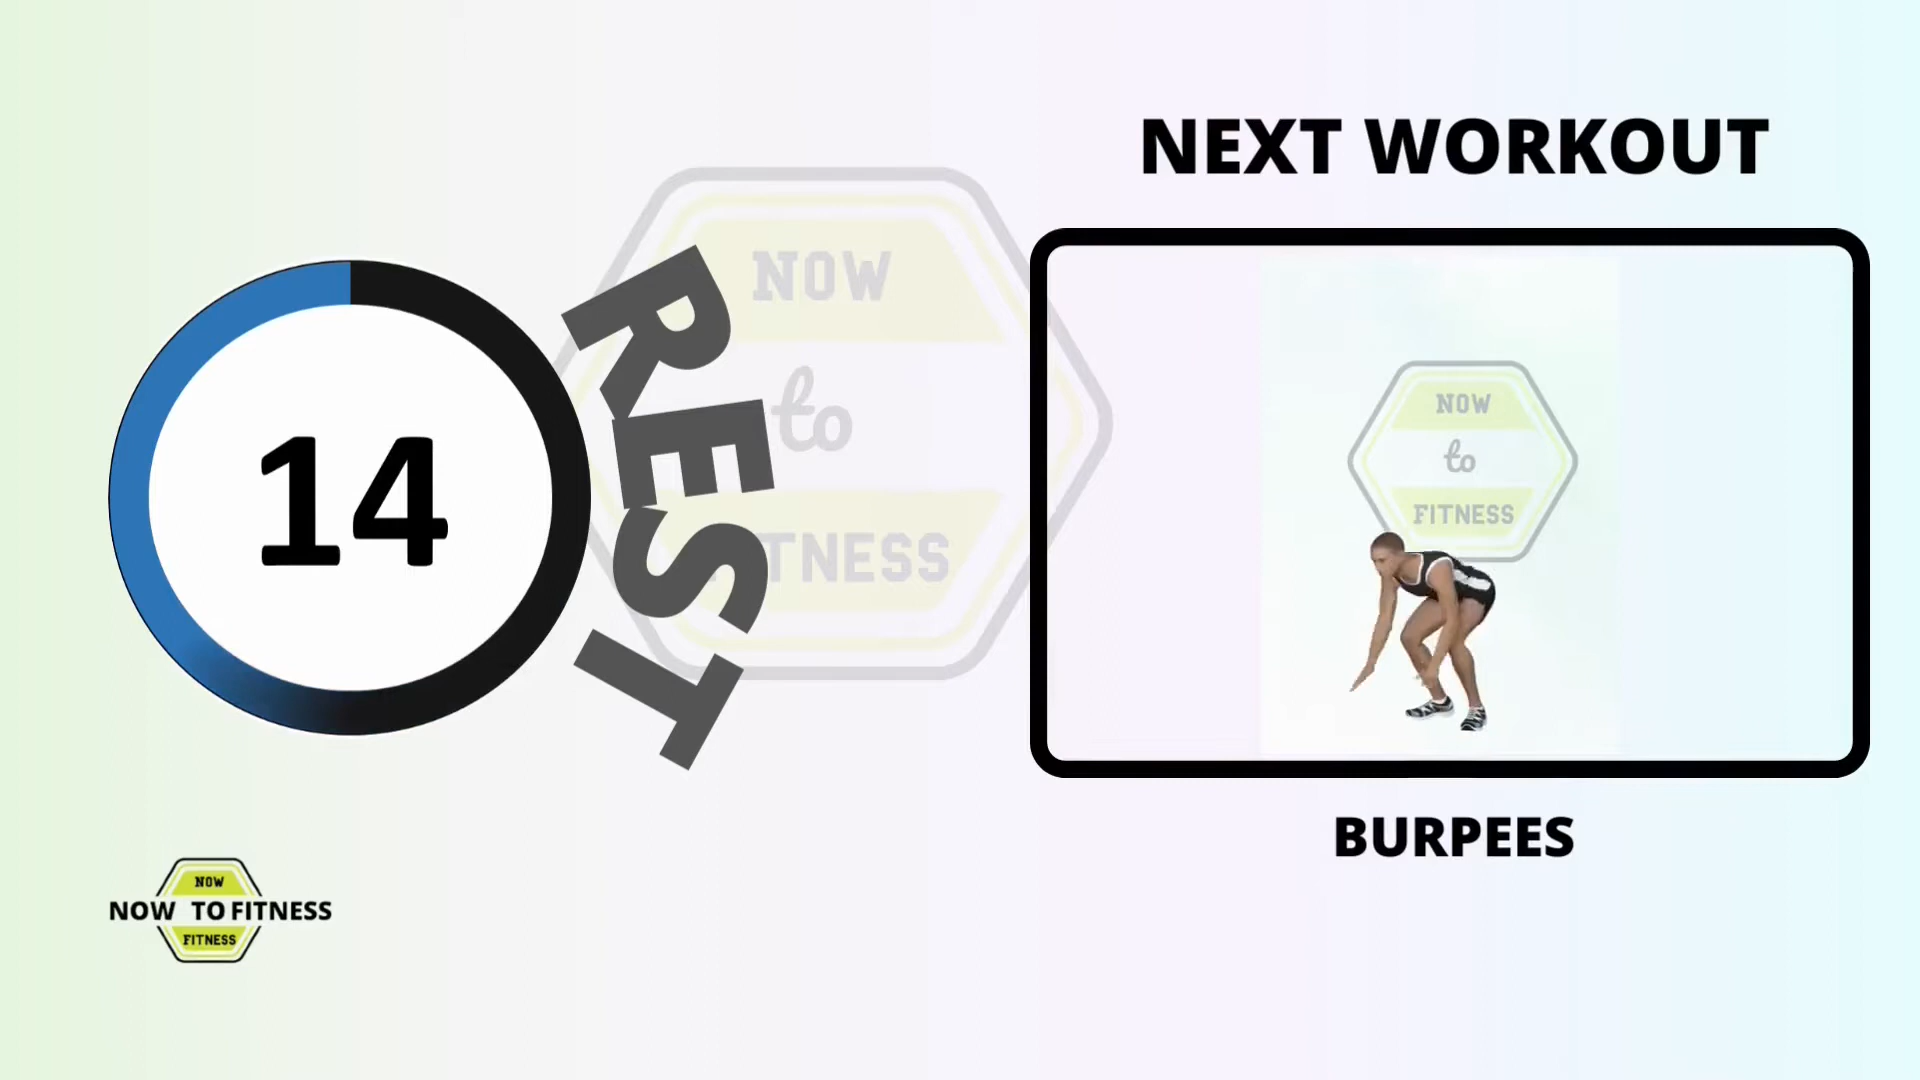 NEXT WORKOUT
14
REST
NOW
to
FITNESS
NOW
to
FITNESS
BURPEES
NOW
NOW TO FITNESS
FITNESS